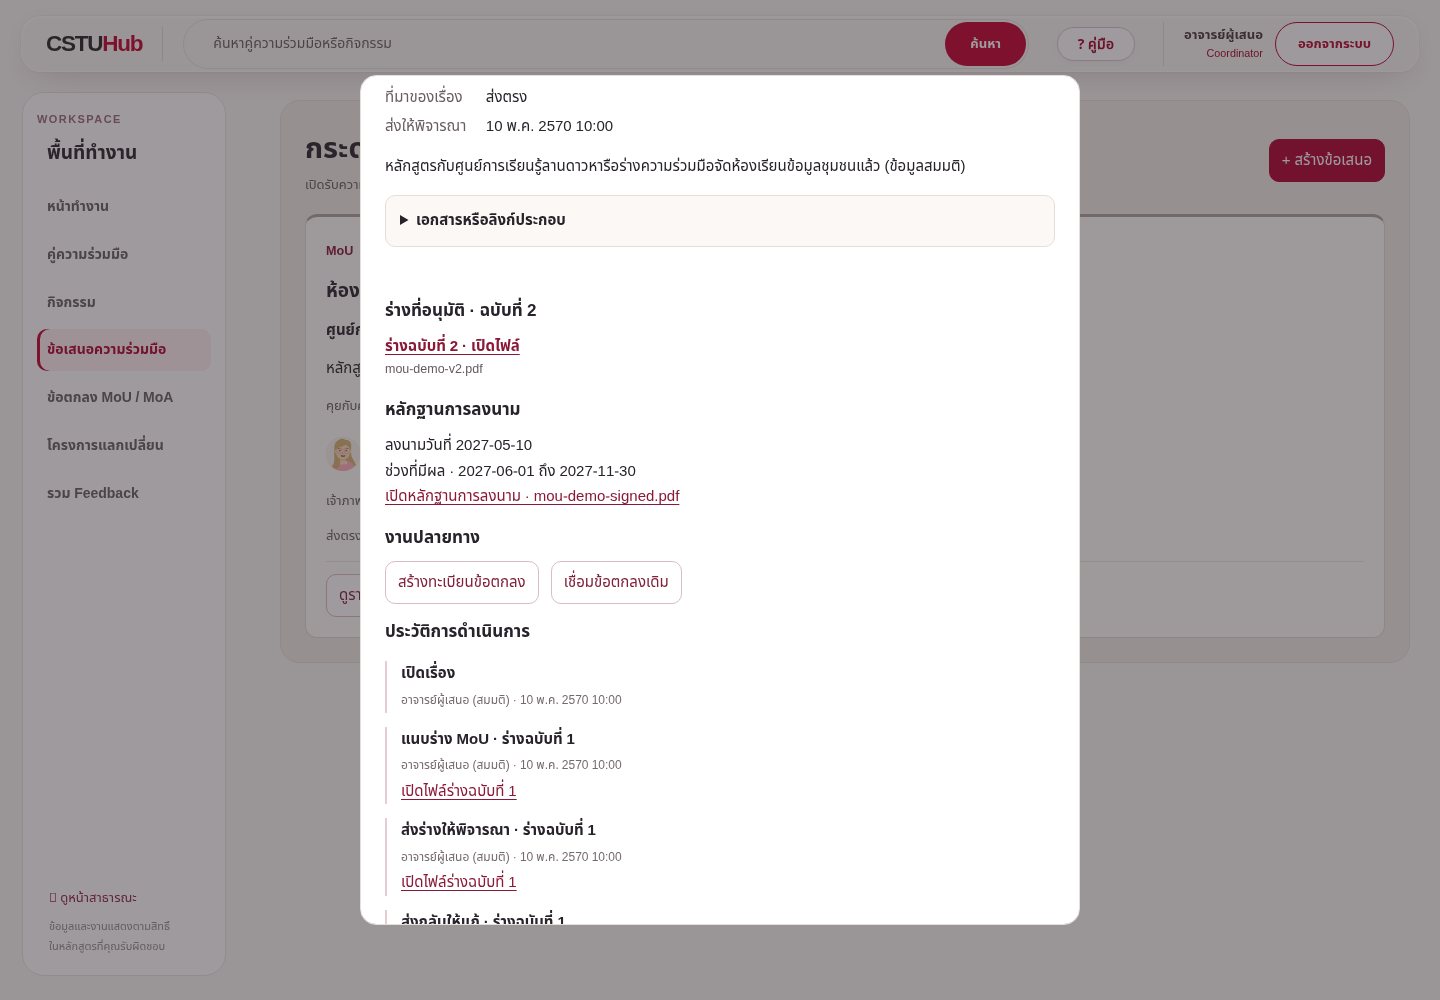 CSTUHub
ค้นหาคู่ความร่วมมือหรือกิจกรรม
ค้นหา
? คู่มือ
อาจารย์ผู้เสนอ
Coordinator
ออกจากระบบ
WORKSPACE
พื้นที่ทำงาน
หน้าทำงาน
คู่ความร่วมมือ
กิจกรรม
ข้อเสนอความร่วมมือ
ข้อตกลง MoU / MoA
โครงการแลกเปลี่ยน
รวม Feedback
ดูหน้าสาธารณะ
ข้อมูลและงานแสดงตามสิทธิ์
ในหลักสูตรที่คุณรับผิดชอบ
+ สร้างข้อเสนอ
MoU
ห้อง
หลักสู
ส่งตรง
ที่มาของเรื่อง ส่งตรง
ส่งให้พิจารณา 10 พ.ค. 2570 10:00
หลักสูตรกับศูนย์การเรียนรู้ลานดาวหารือร่างความร่วมมือจัดห้องเรียนข้อมูลชุมชนแล้ว (ข้อมูลสมมติ)
▶ เอกสารหรือลิงก์ประกอบ
ร่างที่อนุมัติ · ฉบับที่ 2
ร่างฉบับที่ 2 · เปิดไฟล์
mou-demo-v2.pdf
หลักฐานการลงนาม
ลงนามวันที่ 2027-05-10
ช่วงที่มีผล · 2027-06-01 ถึง 2027-11-30
เปิดหลักฐานการลงนาม · mou-demo-signed.pdf
งานปลายทาง
สร้างทะเบียนข้อตกลง
เชื่อมข้อตกลงเดิม
ประวัติการดำเนินการ
เปิดเรื่อง
อาจารย์ผู้เสนอ (สมมติ) · 10 พ.ค. 2570 10:00
แนบร่าง MoU · ร่างฉบับที่ 1
อาจารย์ผู้เสนอ (สมมติ) · 10 พ.ค. 2570 10:00
เปิดไฟล์ร่างฉบับที่ 1
ส่งร่างให้พิจารณา · ร่างฉบับที่ 1
อาจารย์ผู้เสนอ (สมมติ) · 10 พ.ค. 2570 10:00
เปิดไฟล์ร่างฉบับที่ 1
ส่งกลับให้แก้ · ร่างฉบับที่ 1